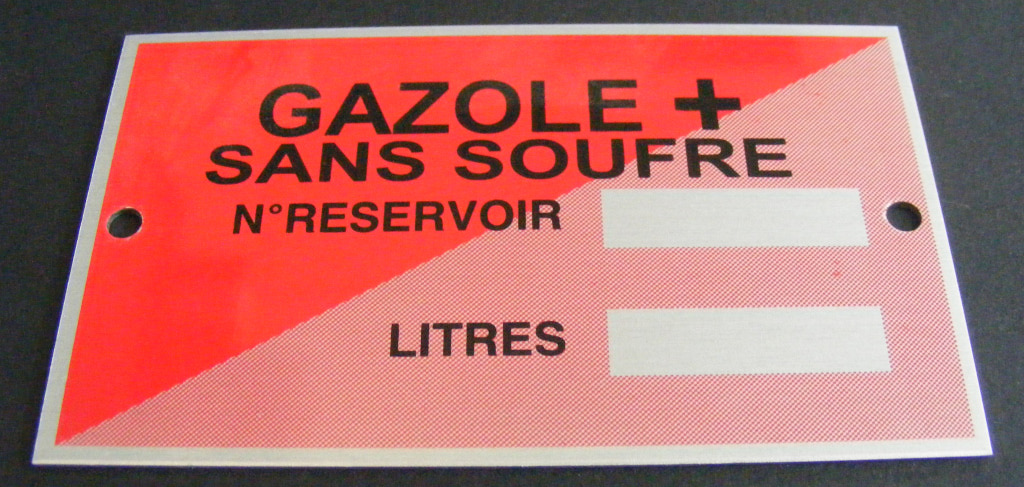 GAZOLE +
SANS SOUFRE
N°RESERVOIR
LITRES